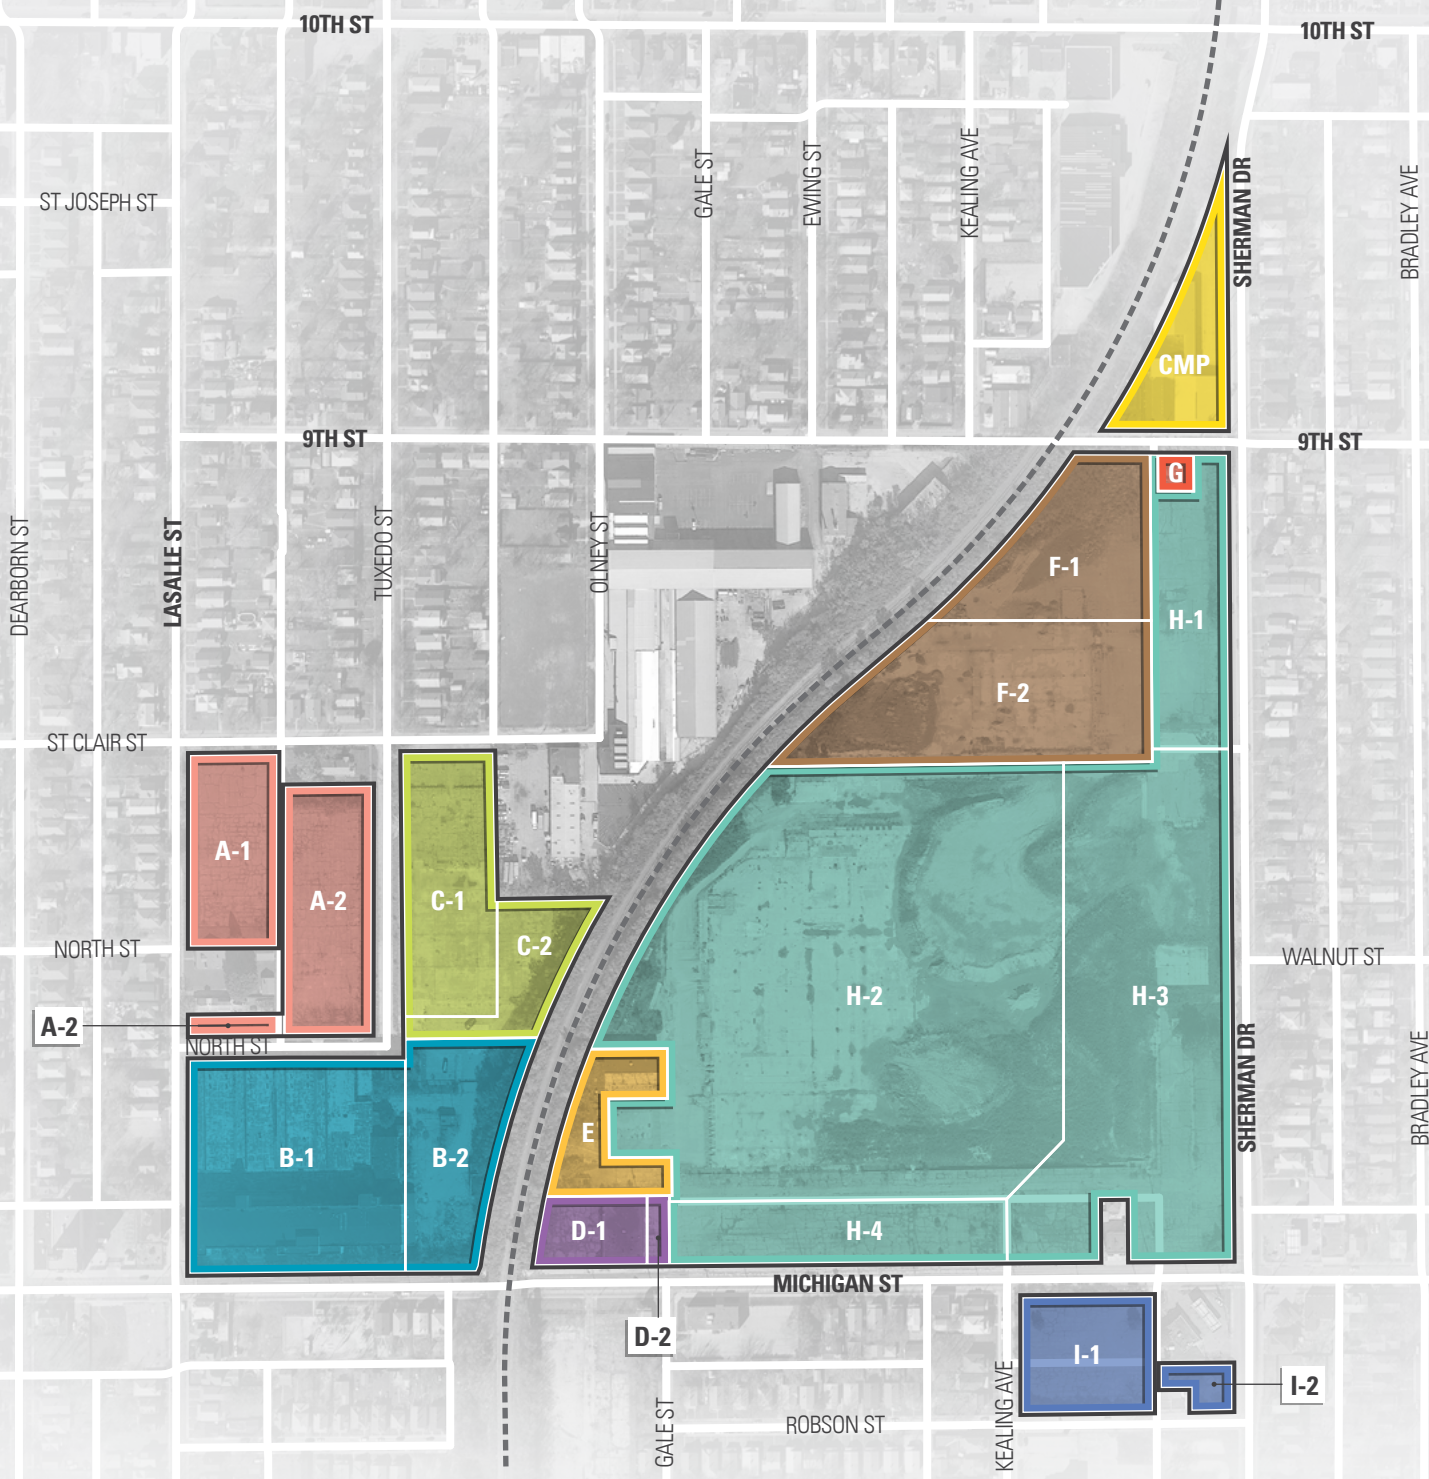 10TH ST
10TH ST
ST JOSEPH ST
GALE ST
EWING ST
KEALING AVE
SHERMAN DR
BRADLEY AVE
CMP
9TH ST
9TH ST
G
DEARBORN ST
LASALLE ST
TUXEDO ST
OLNEY ST
F-1
H-1
F-2
ST CLAIR ST
A-1
A-2
C-1
C-2
NORTH ST
WALNUT ST
H-2
H-3
A-2
NORTH ST
SHERMAN DR
BRADLEY AVE
E
B-1
B-2
D-1
H-4
MICHIGAN ST
D-2
I-1
I-2
GALE ST
ROBSON ST
KEALING AVE